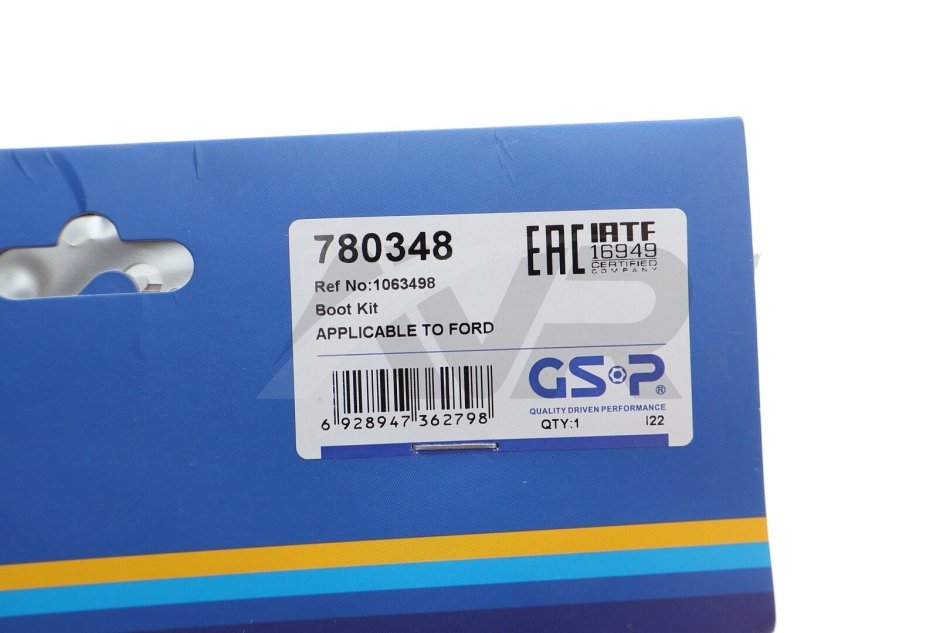 780348
Ref No:1063498
Boot Kit
APPLICABLE TO FORD
6 928947 362798
EAC
IATF
16949
CERTIFIED
COMPANY
GSP®
QUALITY DRIVEN PERFORMANCE
QTY:1 I22
AVP